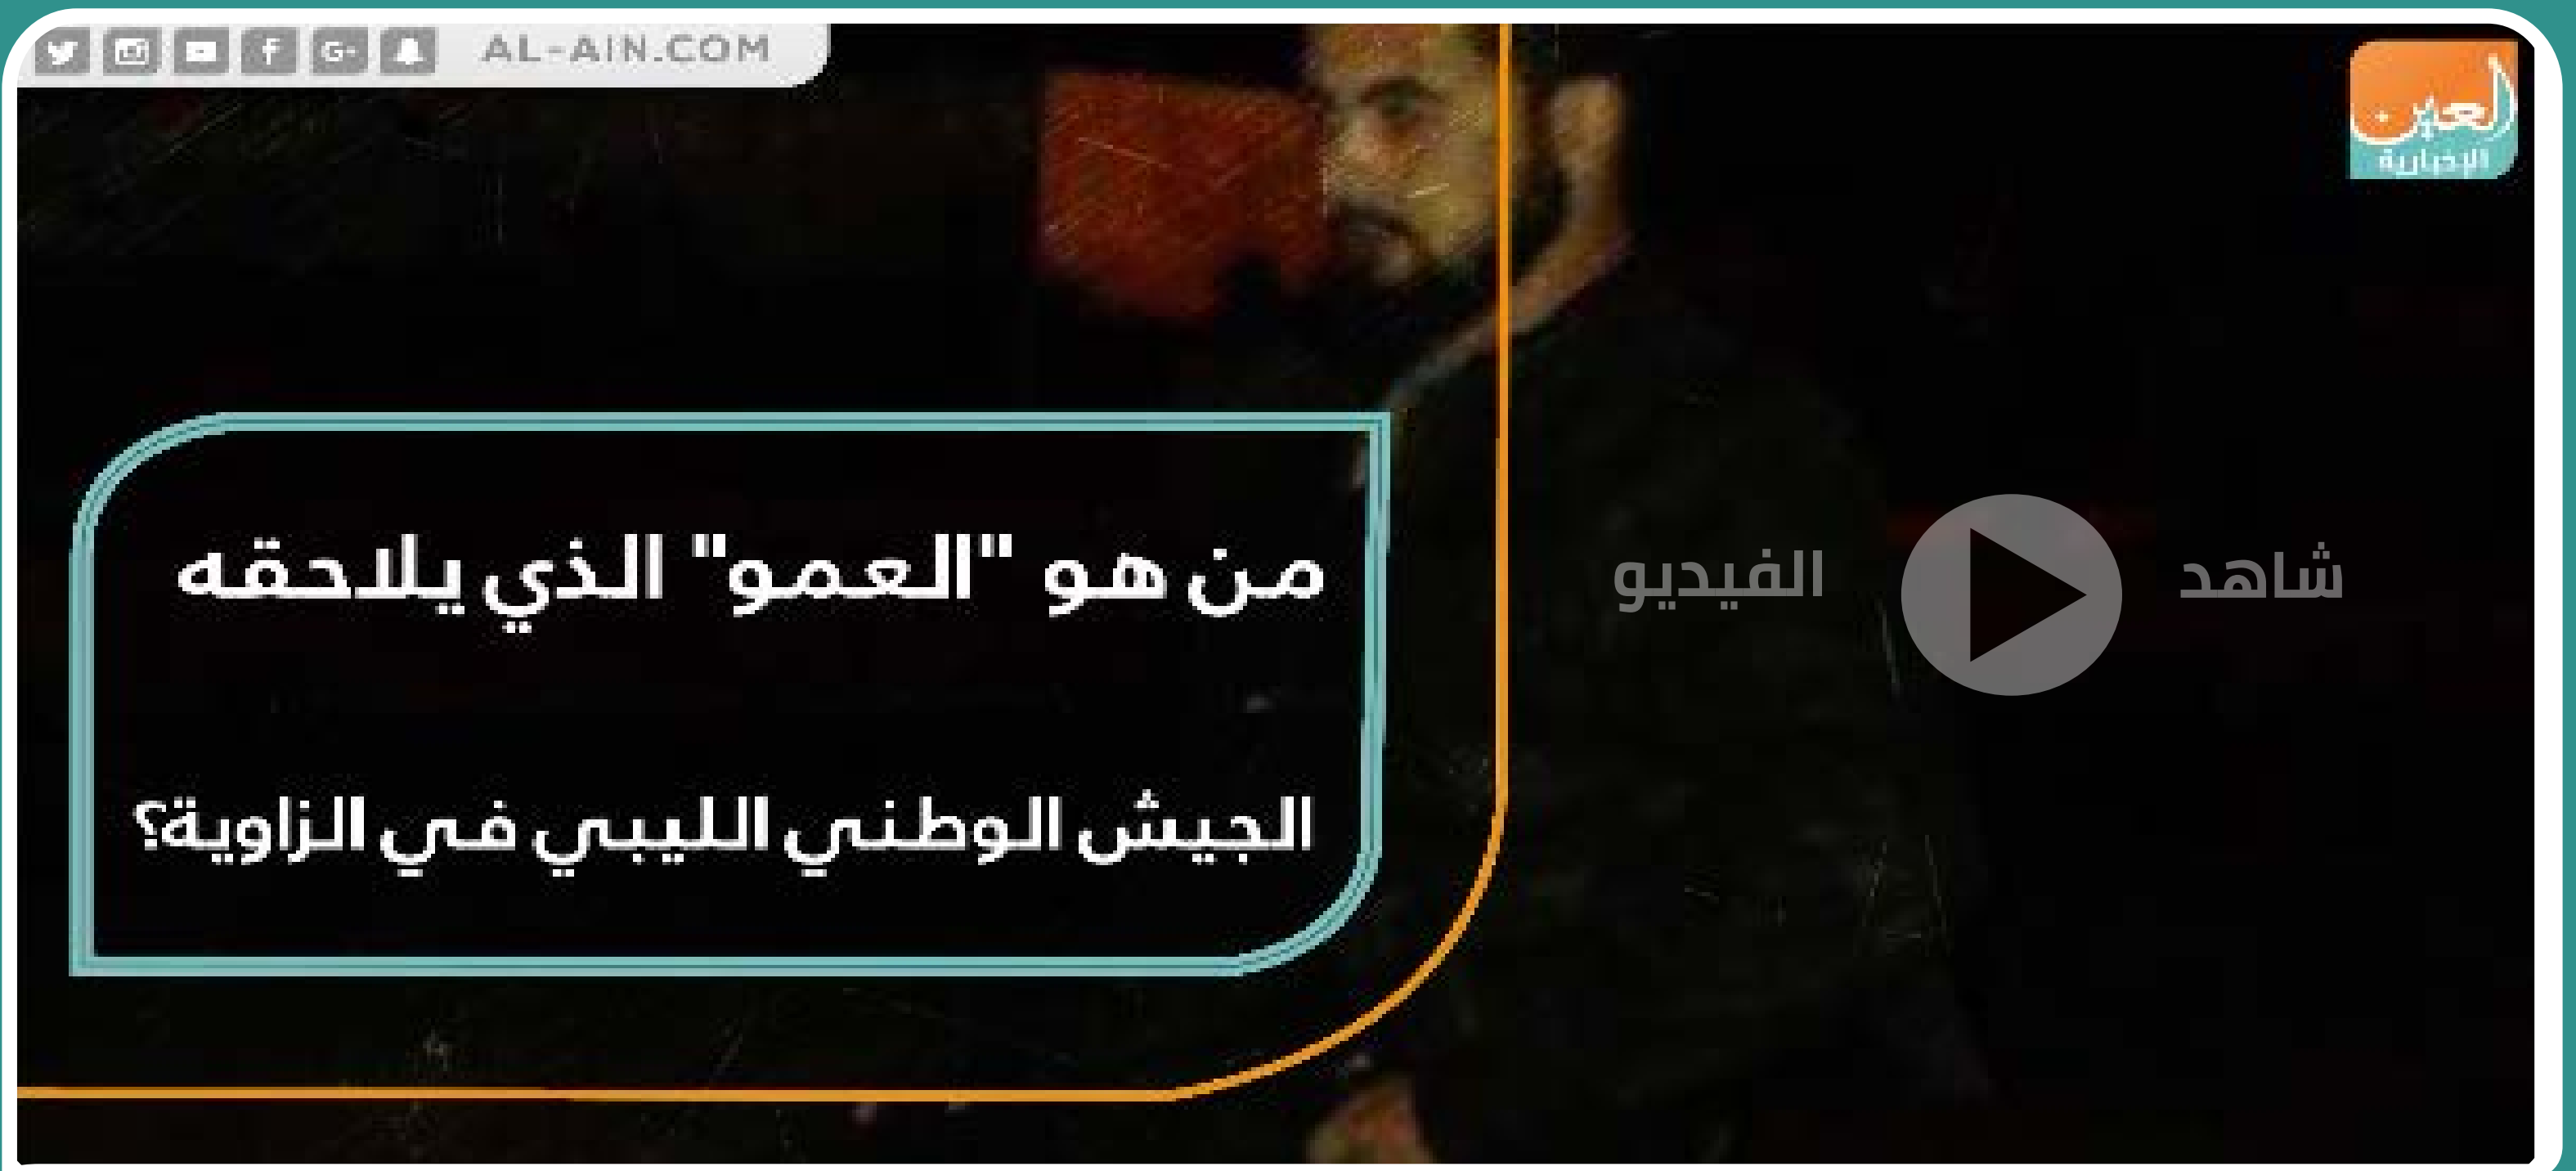 AL-AIN.COM
العين
الإخبارية
شاهد الفيديو
من هو "العمو" الذي يلاحقه
الجيش الوطني الليبي في الزاوية؟